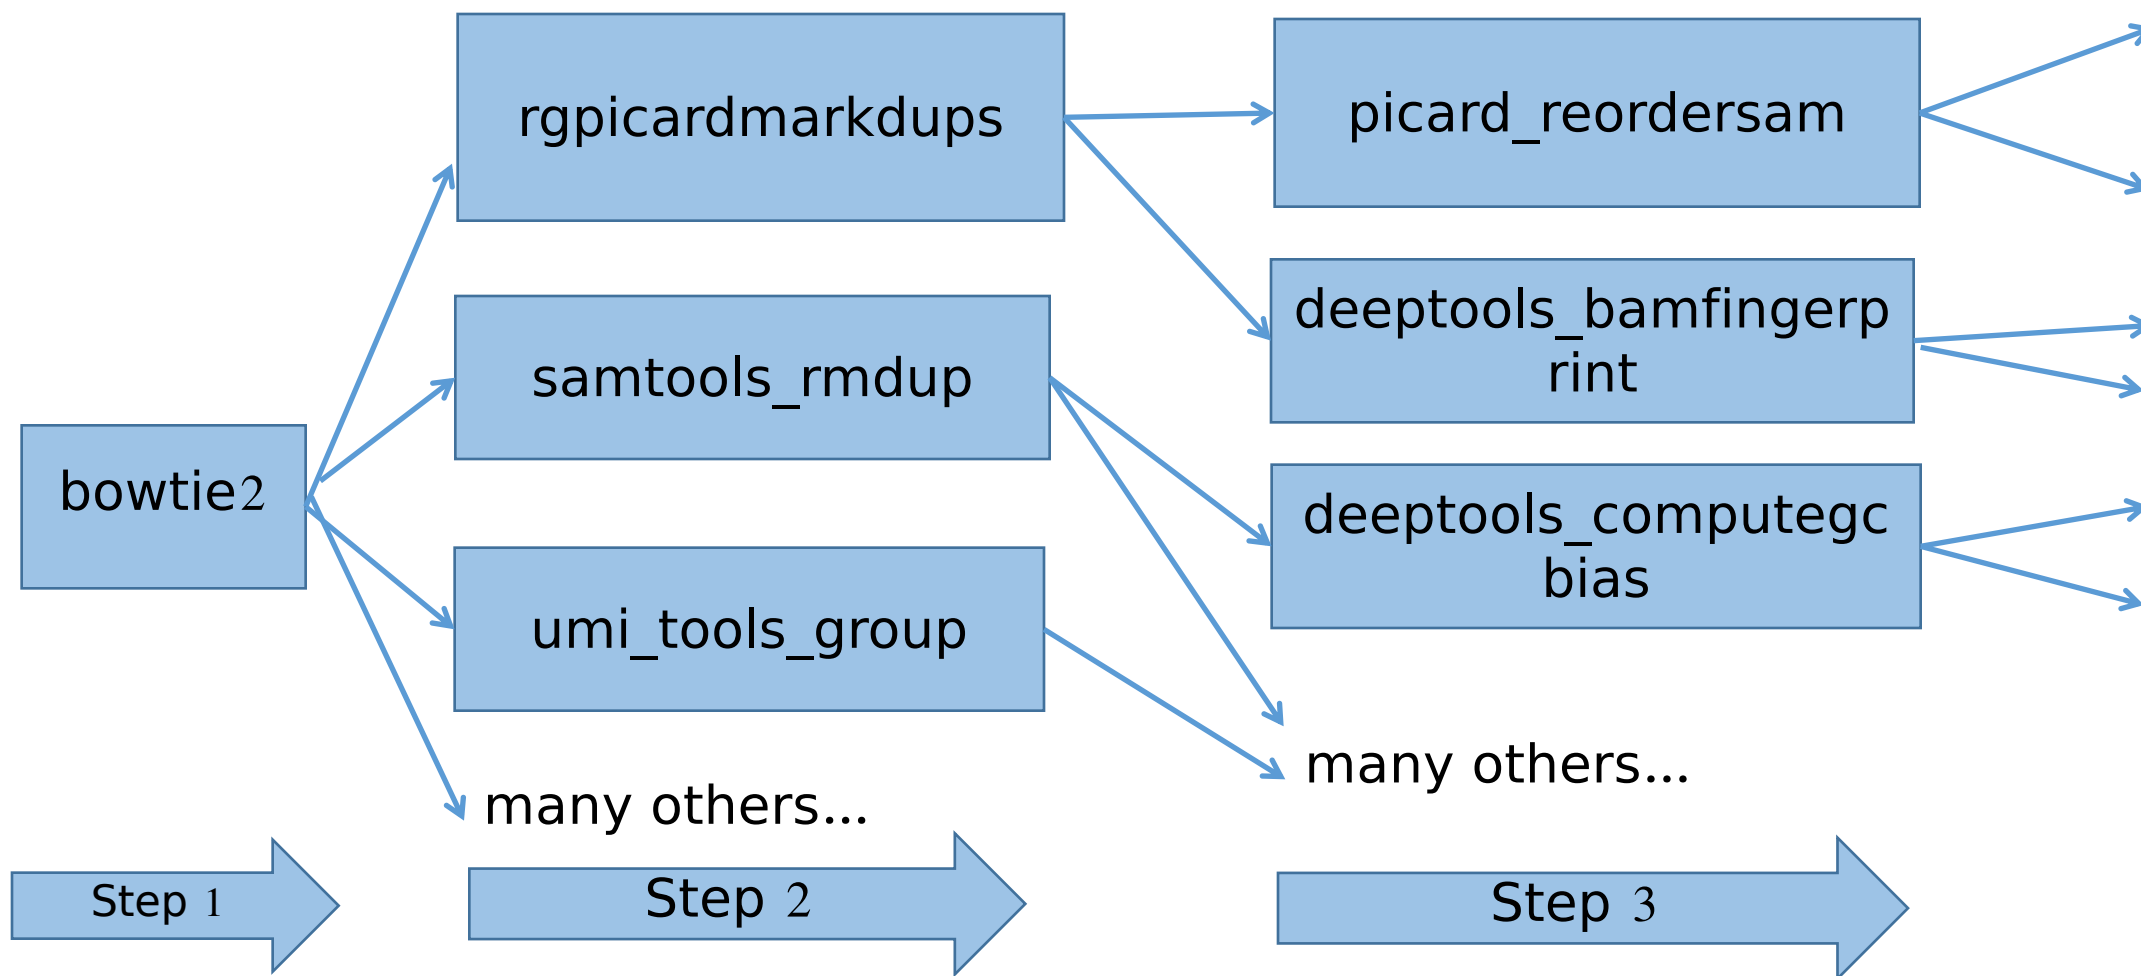 rgpicardmarkdups
picard_reordersam
deeptools_bamfingerp
rint
samtools_rmdup
bowtie2
deeptools_computegc
bias
umi_tools_group
many others...
many others...
Step 1
Step 2
Step 3